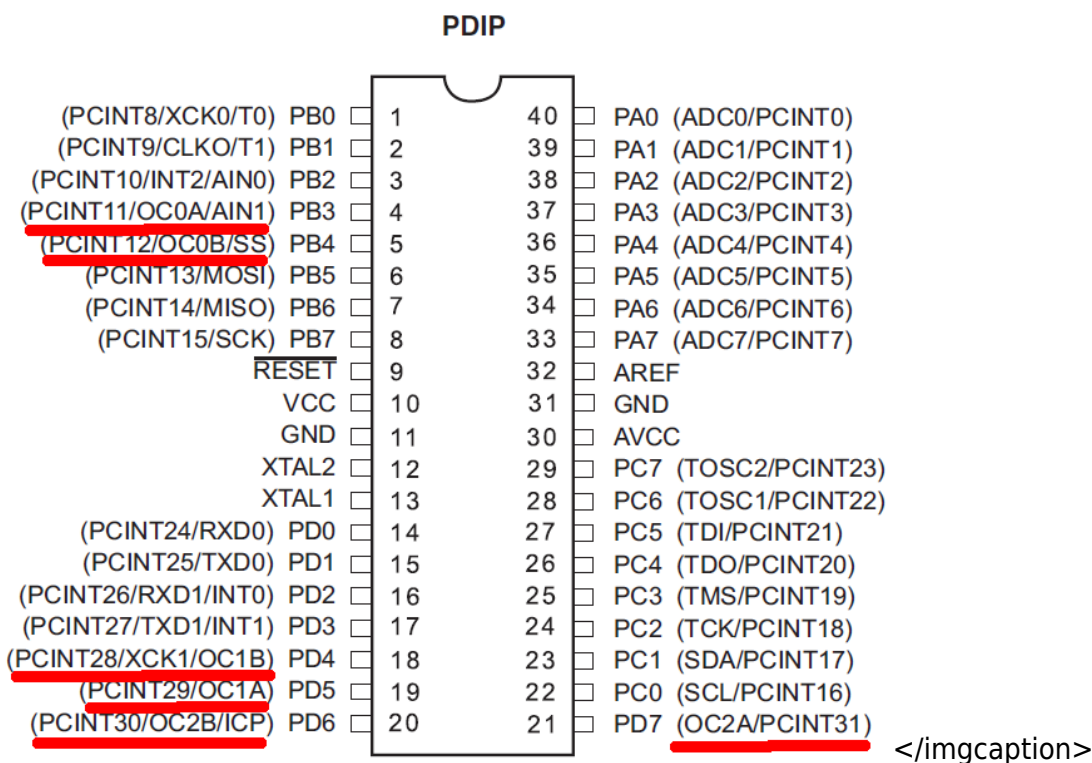 PDIP
(PCINT8/XCK0/T0) PB0 1 40 PA0 (ADC0/PCINT0)
(PCINT9/CLKO/T1) PB1 2 39 PA1 (ADC1/PCINT1)
(PCINT10/INT2/AIN0) PB2 3 38 PA2 (ADC2/PCINT2)
(PCINT11/OC0A/AIN1) PB3 4 37 PA3 (ADC3/PCINT3)
(PCINT12/OC0B/SS) PB4 5 36 PA4 (ADC4/PCINT4)
(PCINT13/MOSI) PB5 6 35 PA5 (ADC5/PCINT5)
(PCINT14/MISO) PB6 7 34 PA6 (ADC6/PCINT6)
(PCINT15/SCK) PB7 8 33 PA7 (ADC7/PCINT7)
RESET 9 32 AREF
VCC 10 31 GND
GND 11 30 AVCC
XTAL2 12 29 PC7 (TOSC2/PCINT23)
XTAL1 13 28 PC6 (TOSC1/PCINT22)
(PCINT24/RXD0) PD0 14 27 PC5 (TDI/PCINT21)
(PCINT25/TXD0) PD1 15 26 PC4 (TDO/PCINT20)
(PCINT26/RXD1/INT0) PD2 16 25 PC3 (TMS/PCINT19)
(PCINT27/TXD1/INT1) PD3 17 24 PC2 (TCK/PCINT18)
(PCINT28/XCK1/OC1B) PD4 18 23 PC1 (SDA/PCINT17)
(PCINT29/OC1A) PD5 19 22 PC0 (SCL/PCINT16)
(PCINT30/OC2B/ICP) PD6 20 21 PD7 (OC2A/PCINT31)
</imgcaption>